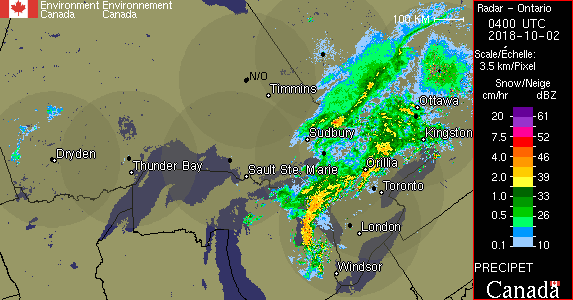 Environment Environnement
Canada Canada
100 KM
N/O
Timmins
Ottawa
Sudbury
Kingston
Dryden
Thunder Bay
Sault Ste. Marie
Orillia
Toronto
London
Windsor
Radar - Ontario
0400 UTC
2018-10-02
Scale/Échelle:
3.5 km/Pixel
Snow/Neige
cm/hr dBZ
20 61
7.5 52
4.0 46
2.0 39
1.0 33
0.5 26
0.1 10
PRECIPET
Canada